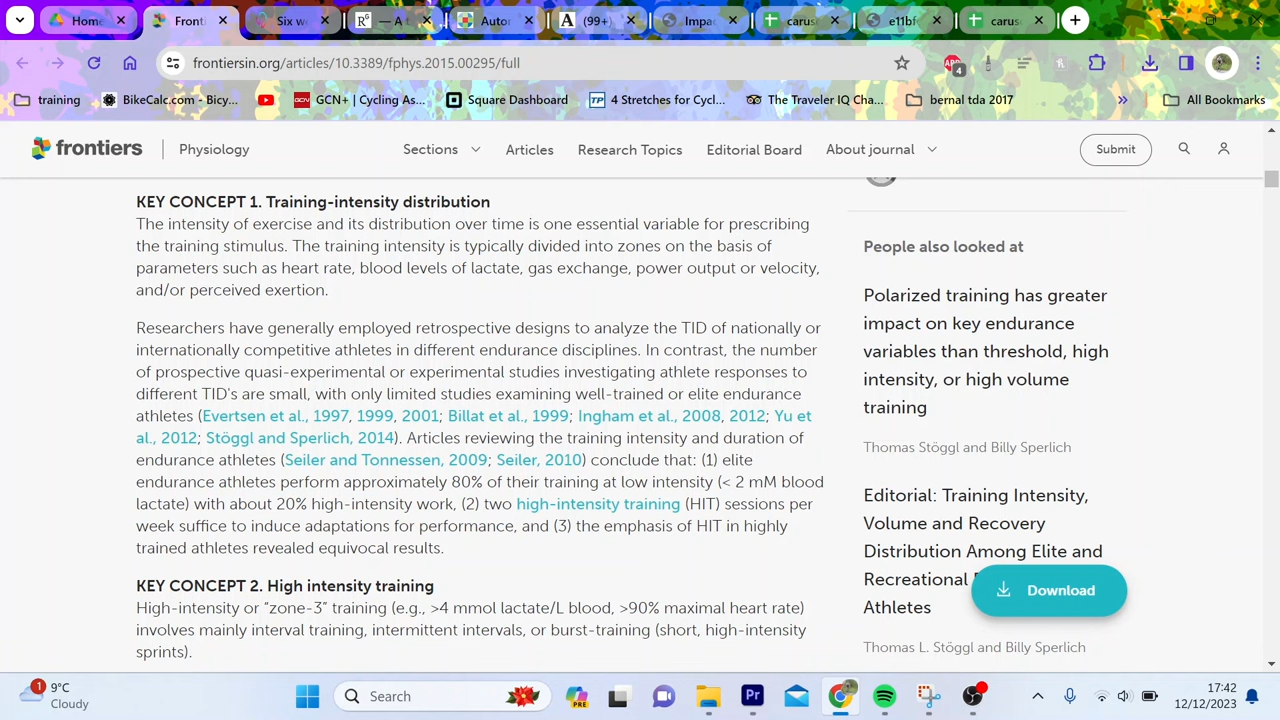 Home
Fronti
Six we
— A t
Autor
(99+)
Impac
caruse
e11bfe
caruse
frontiersin.org/articles/10.3389/fphys.2015.00295/full
4
training
BikeCalc.com - Bicy...
GCN+ | Cycling As...
Square Dashboard
4 Stretches for Cycl...
The Traveler IQ Cha...
bernal tda 2017
»
All Bookmarks
frontiers
Physiology
Sections
Articles
Research Topics
Editorial Board
About journal
Submit
KEY CONCEPT 1. Training-intensity distribution
The intensity of exercise and its distribution over time is one essential variable for prescribing
the training stimulus. The training intensity is typically divided into zones on the basis of
parameters such as heart rate, blood levels of lactate, gas exchange, power output or velocity,
and/or perceived exertion.
Researchers have generally employed retrospective designs to analyze the TID of nationally or
internationally competitive athletes in different endurance disciplines. In contrast, the number
of prospective quasi-experimental or experimental studies investigating athlete responses to
different TID's are small, with only limited studies examining well-trained or elite endurance
athletes (Evertsen et al., 1997, 1999, 2001; Billat et al., 1999; Ingham et al., 2008, 2012; Yu et
al., 2012; Stöggl and Sperlich, 2014). Articles reviewing the training intensity and duration of
endurance athletes (Seiler and Tonnessen, 2009; Seiler, 2010) conclude that: (1) elite
endurance athletes perform approximately 80% of their training at low intensity (< 2 mM blood
lactate) with about 20% high-intensity work, (2) two high-intensity training (HIT) sessions per
week suffice to induce adaptations for performance, and (3) the emphasis of HIT in highly
trained athletes revealed equivocal results.
KEY CONCEPT 2. High intensity training
High-intensity or “zone-3” training (e.g., >4 mmol lactate/L blood, >90% maximal heart rate)
involves mainly interval training, intermittent intervals, or burst-training (short, high-intensity
sprints).
People also looked at
Polarized training has greater
impact on key endurance
variables than threshold, high
intensity, or high volume
training
Thomas Stöggl and Billy Sperlich
Editorial: Training Intensity,
Volume and Recovery
Distribution Among Elite and
Recreational
Athletes
Download
Thomas L. Stöggl and Billy Sperlich
1
9°C
Cloudy
Search
PRE
Pr
17:42
12/12/2023